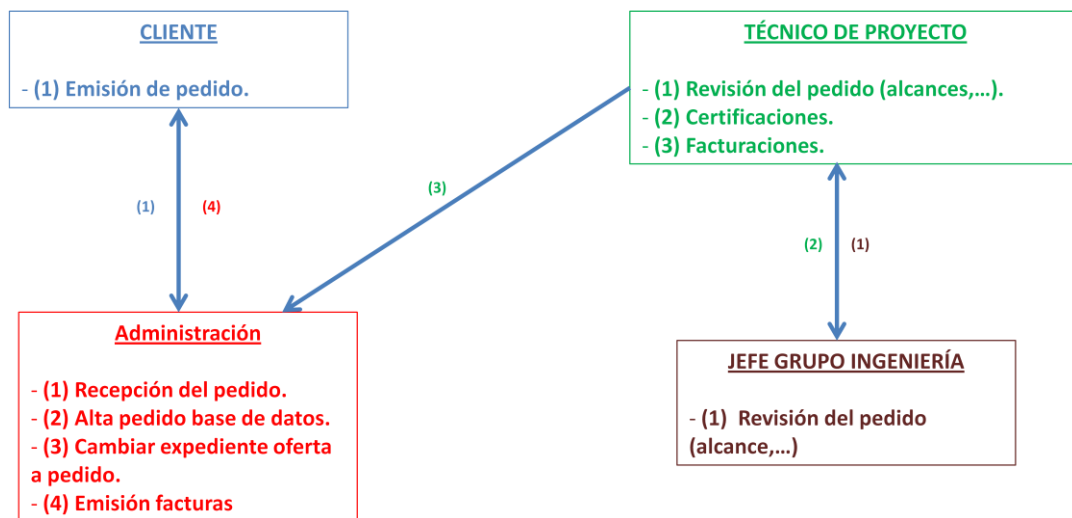 CLIENTE
- (1) Emisión de pedido.
TÉCNICO DE PROYECTO
- (1) Revisión del pedido (alcances,...).
- (2) Certificaciones.
- (3) Facturaciones.
(1)
(4)
(3)
(2)
(1)
Administración
- (1) Recepción del pedido.
- (2) Alta pedido base de datos.
- (3) Cambiar expediente oferta
a pedido.
- (4) Emisión facturas
JEFE GRUPO INGENIERÍA
- (1) Revisión del pedido
(alcance,...)